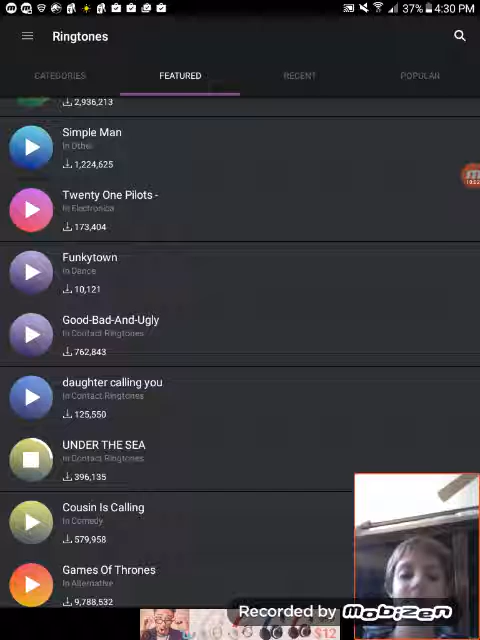 37% 4:30 PM
Ringtones
CATEGORIES
FEATURED
RECENT
POPULAR
2,936,213
Simple Man
In Other
1,224,625
Twenty One Pilots -
In Electronica
173,404
Funkytown
In Dance
10,121
Good-Bad-And-Ugly
In Contact Ringtones
762,843
daughter calling you
In Contact Ringtones
125,550
UNDER THE SEA
In Contact Ringtones
396,135
Cousin Is Calling
In Comedy
579,958
Games Of Thrones
In Alternative
9,788,532
Recorded by Mobizen
$12